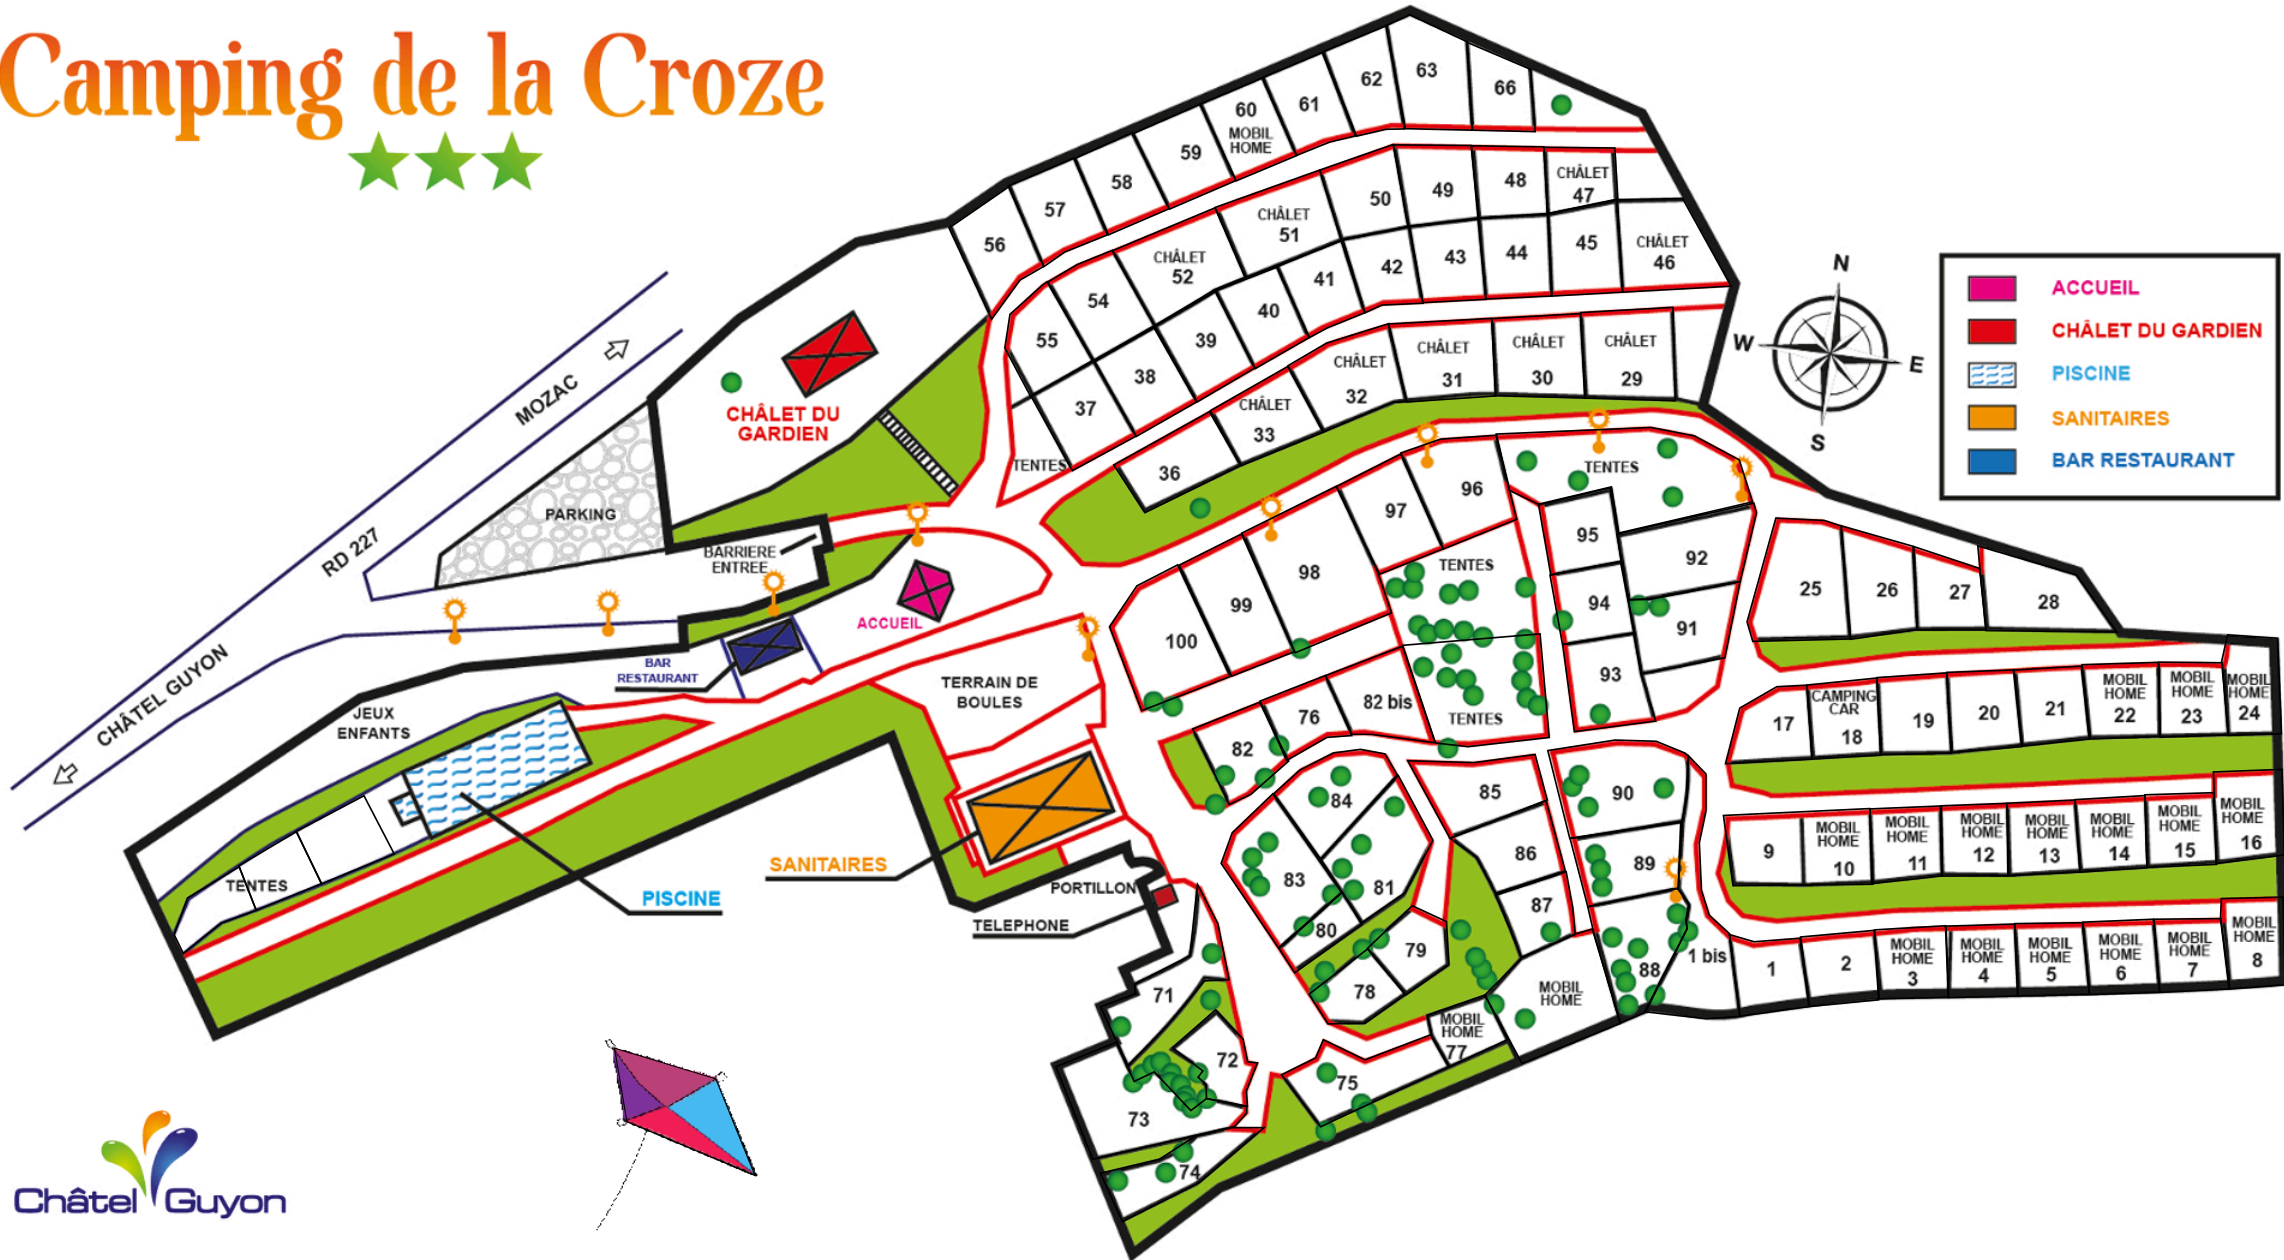 Camping de la Croze
MOZAC
RD 227
CHÂTEL GUYON
PARKING
CHÂLET DU
GARDIEN
BARRIERE
ENTREE
ACCUEIL
BAR
RESTAURANT
JEUX
ENFANTS
TENTES
PISCINE
TERRAIN DE
BOULES
SANITAIRES
PORTILLON
TELEPHONE
56
57
58
59
60
MOBIL
HOME
61
62
63
66
55
54
CHÂLET
52
CHÂLET
51
50
49
48
CHÂLET
47
37
38
39
40
41
42
43
44
45
CHÂLET
46
TENTES
36
CHÂLET
33
CHÂLET
32
CHÂLET
31
CHÂLET
30
CHÂLET
29
N
W
E
S
ACCUEIL
CHÂLET DU GARDIEN
PISCINE
SANITAIRES
BAR RESTAURANT
100
99
98
97
96
TENTES
TENTES
TENTES
95
94
93
92
91
25
26
27
28
82
76
82 bis
17
CAMPING
CAR
18
19
20
21
MOBIL
HOME
22
MOBIL
HOME
23
MOBIL
HOME
24
84
83
81
80
79
78
85
86
87
90
89
88
9
MOBIL
HOME
10
MOBIL
HOME
11
MOBIL
HOME
12
MOBIL
HOME
13
MOBIL
HOME
14
MOBIL
HOME
15
MOBIL
HOME
16
1 bis
1
2
MOBIL
HOME
3
MOBIL
HOME
4
MOBIL
HOME
5
MOBIL
HOME
6
MOBIL
HOME
7
MOBIL
HOME
8
MOBIL
HOME
MOBIL
HOME
77
75
71
72
73
74
Châtel Guyon